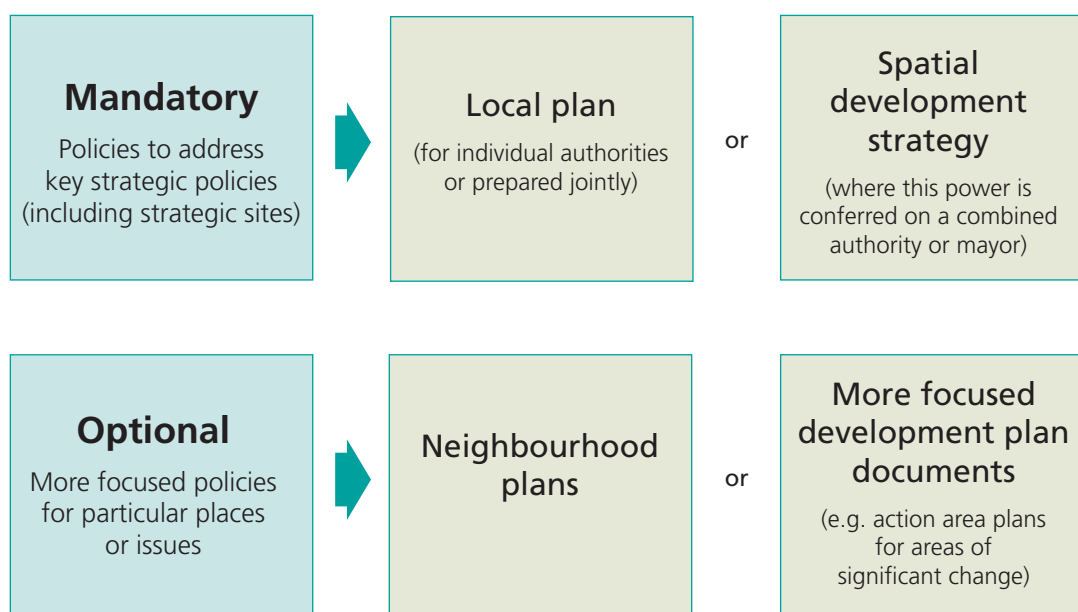 Mandatory
Policies to address
key strategic policies
(including strategic sites)
Local plan
(for individual authorities
or prepared jointly)
or
Spatial
development
strategy
(where this power is
conferred on a combined
authority or mayor)
Optional
More focused policies
for particular places
or issues
Neighbourhood
plans
or
More focused
development plan
documents
(e.g. action area plans
for areas of
significant change)